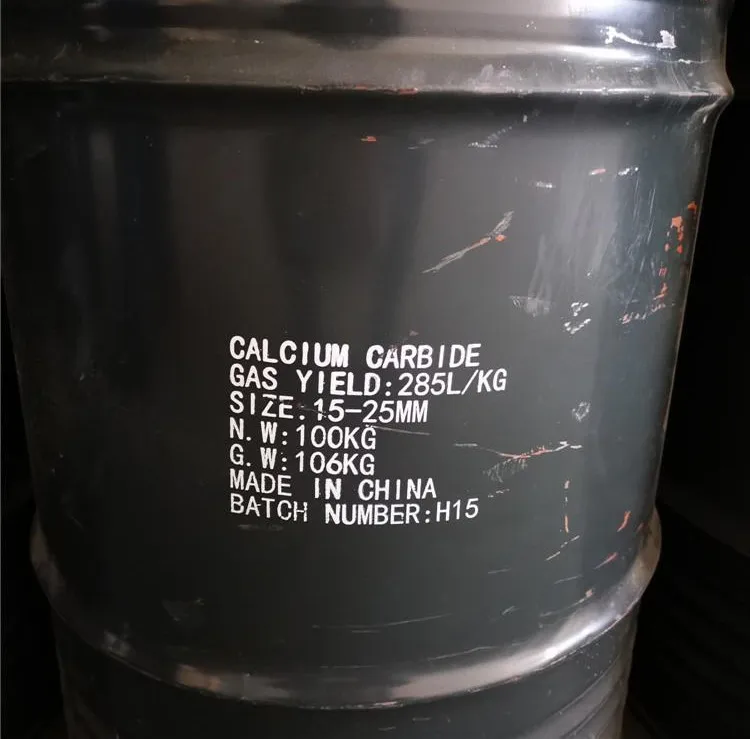 CALCIUM CARBIDE
GAS YIELD:285L/KG
SIZE:15-25MM
N.W:100KG
G.W:106KG
MADE IN CHINA
BATCH NUMBER:H15